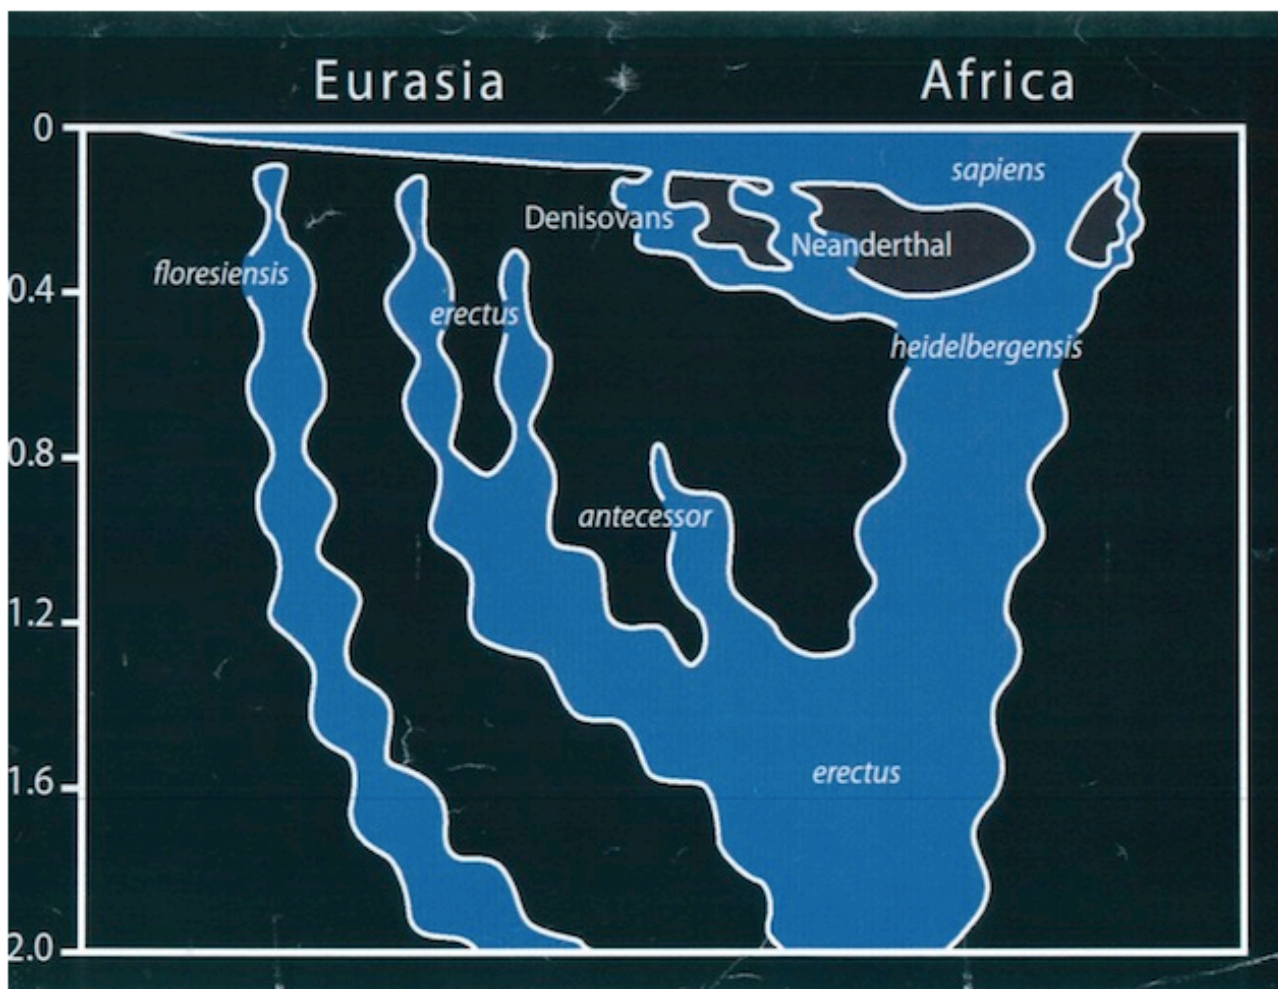 Eurasia
Africa
0
sapiens
Denisovans
Neanderthal
floresiensis
0.4
erectus
heidelbergensis
0.8
antecessor
1.2
erectus
1.6
2.0